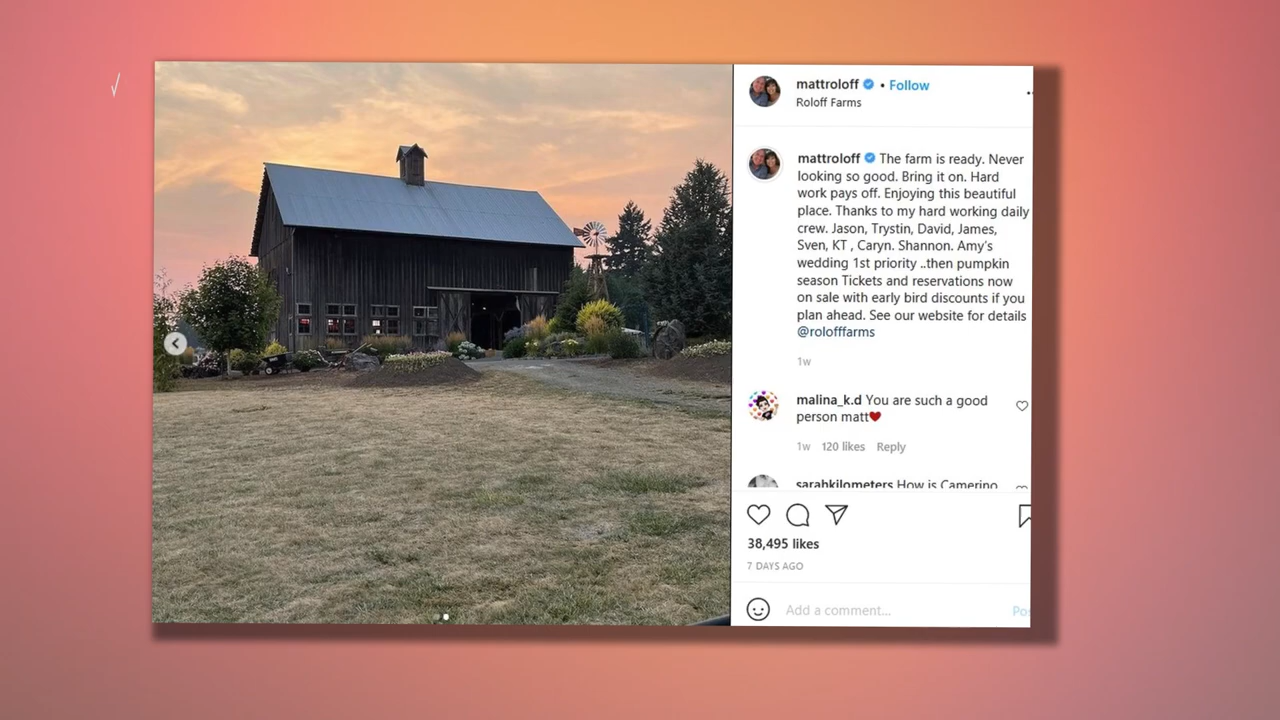 mattroloff • Follow
Roloff Farms
mattroloff The farm is ready. Never
looking so good. Bring it on. Hard
work pays off. Enjoying this beautiful
place. Thanks to my hard working daily
crew. Jason, Trystin, David, James,
Sven, KT , Caryn. Shannon. Amy's
wedding 1st priority ..then pumpkin
season Tickets and reservations now
on sale with early bird discounts if you
plan ahead. See our website for details
@rolofffarms
1w
malina_k.d You are such a good
person matt❤
1w 120 likes Reply
sarahkilometers How is Camerino
38,495 likes
7 DAYS AGO
Add a comment...